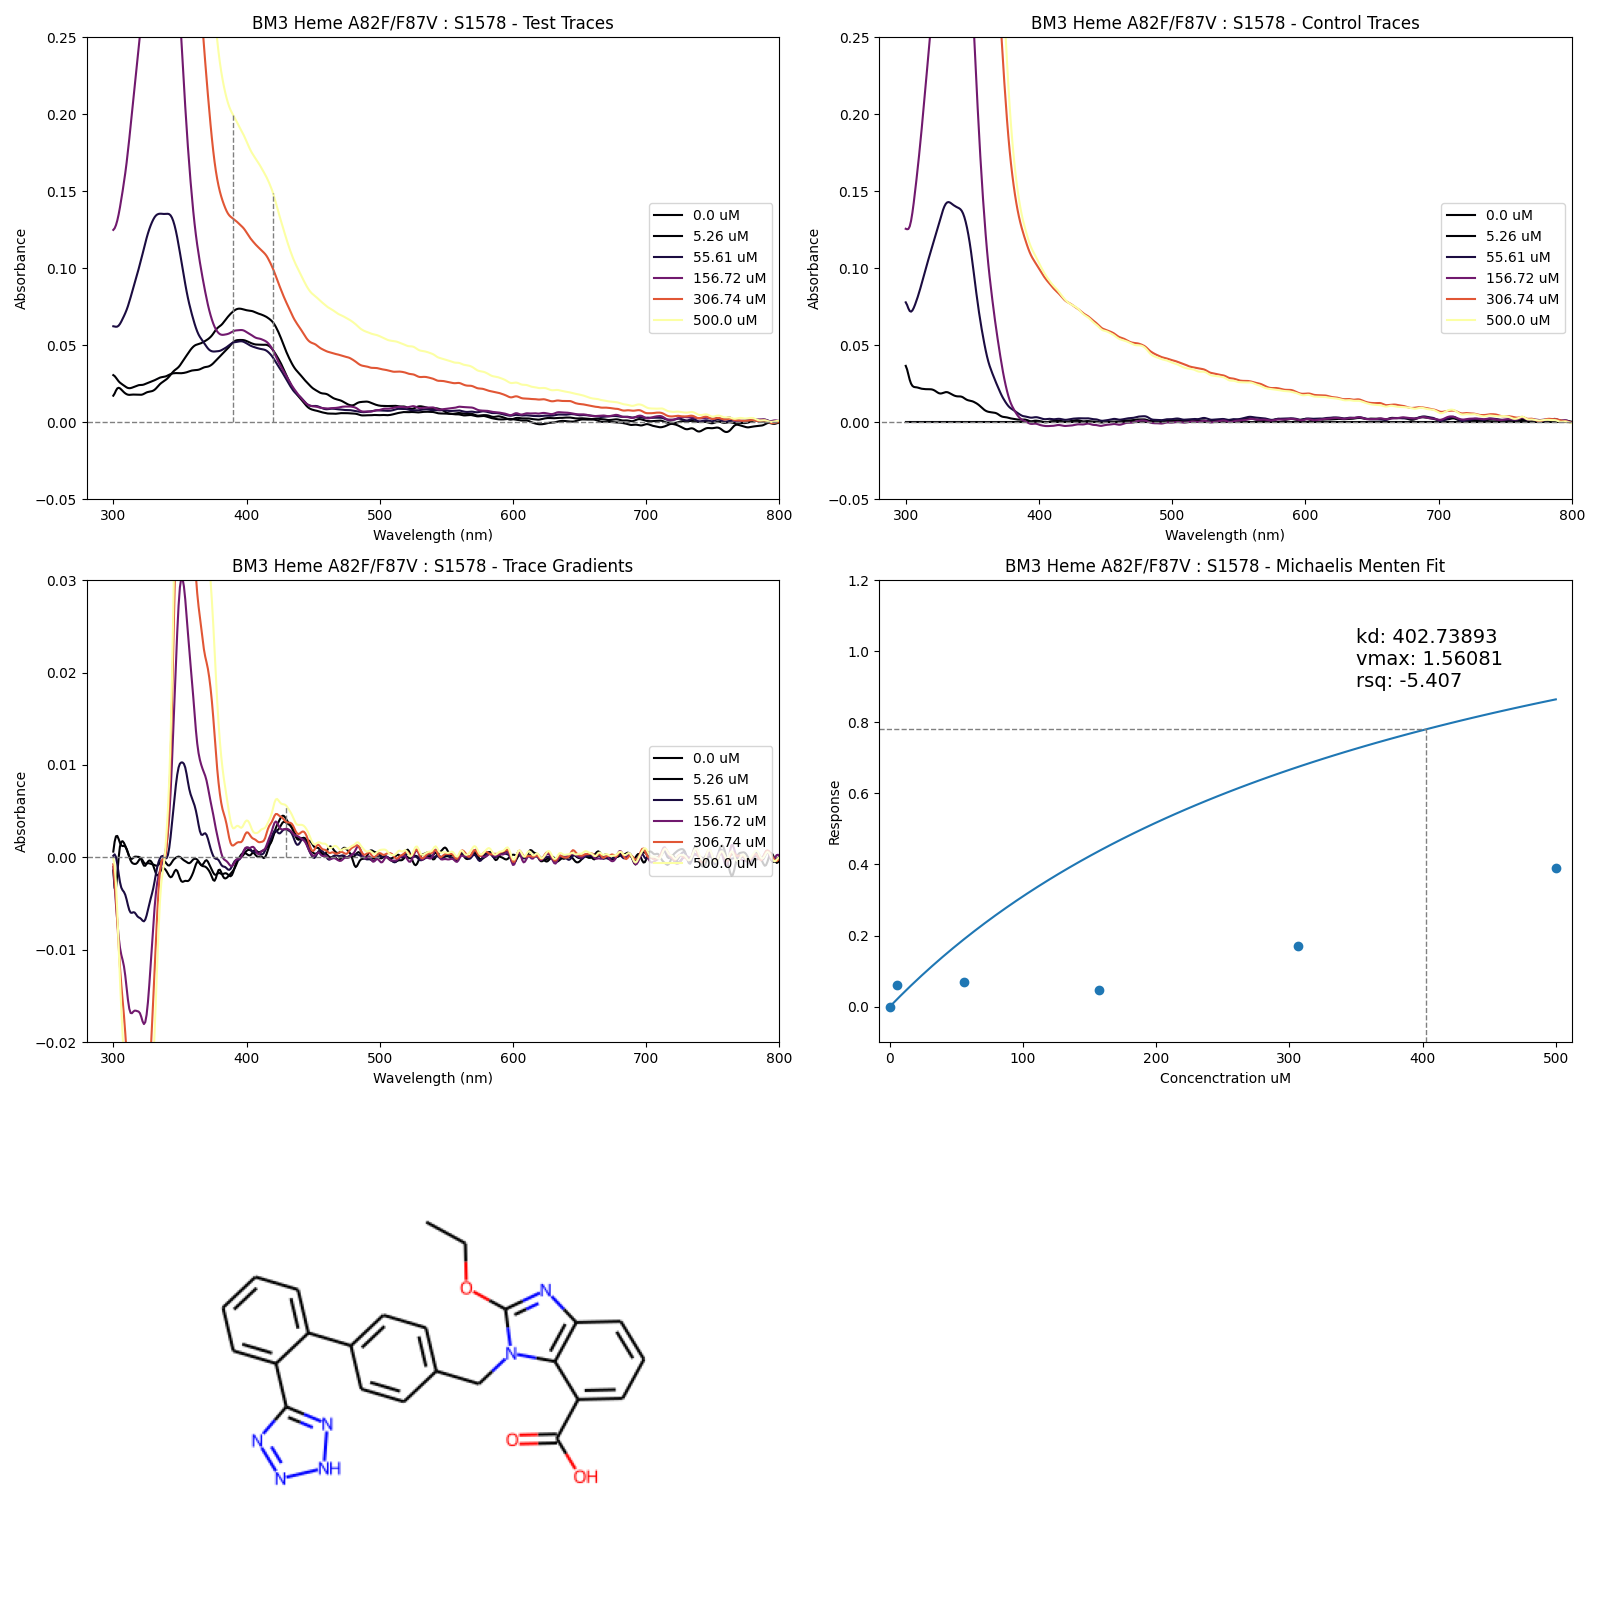 BM3 Heme A82F/F87V : S1578 - Test Traces
0.25
0.20
0.15
0.10
0.05
0.00
−0.05
Absorbance
0.0 uM
5.26 uM
55.61 uM
156.72 uM
306.74 uM
500.0 uM
300 400 500 600 700 800
Wavelength (nm)
BM3 Heme A82F/F87V : S1578 - Control Traces
0.25
0.20
0.15
0.10
0.05
0.00
−0.05
Absorbance
0.0 uM
5.26 uM
55.61 uM
156.72 uM
306.74 uM
500.0 uM
300 400 500 600 700 800
Wavelength (nm)
BM3 Heme A82F/F87V : S1578 - Trace Gradients
0.03
0.02
0.01
0.00
−0.01
−0.02
Absorbance
0.0 uM
5.26 uM
55.61 uM
156.72 uM
306.74 uM
500.0 uM
300 400 500 600 700 800
Wavelength (nm)
BM3 Heme A82F/F87V : S1578 - Michaelis Menten Fit
1.2
1.0
0.8
0.6
0.4
0.2
0.0
Response
kd: 402.73893
vmax: 1.56081
rsq: -5.407
0 100 200 300 400 500
Concenctration uM
O
N
N
N
N
N
NH
O
OH